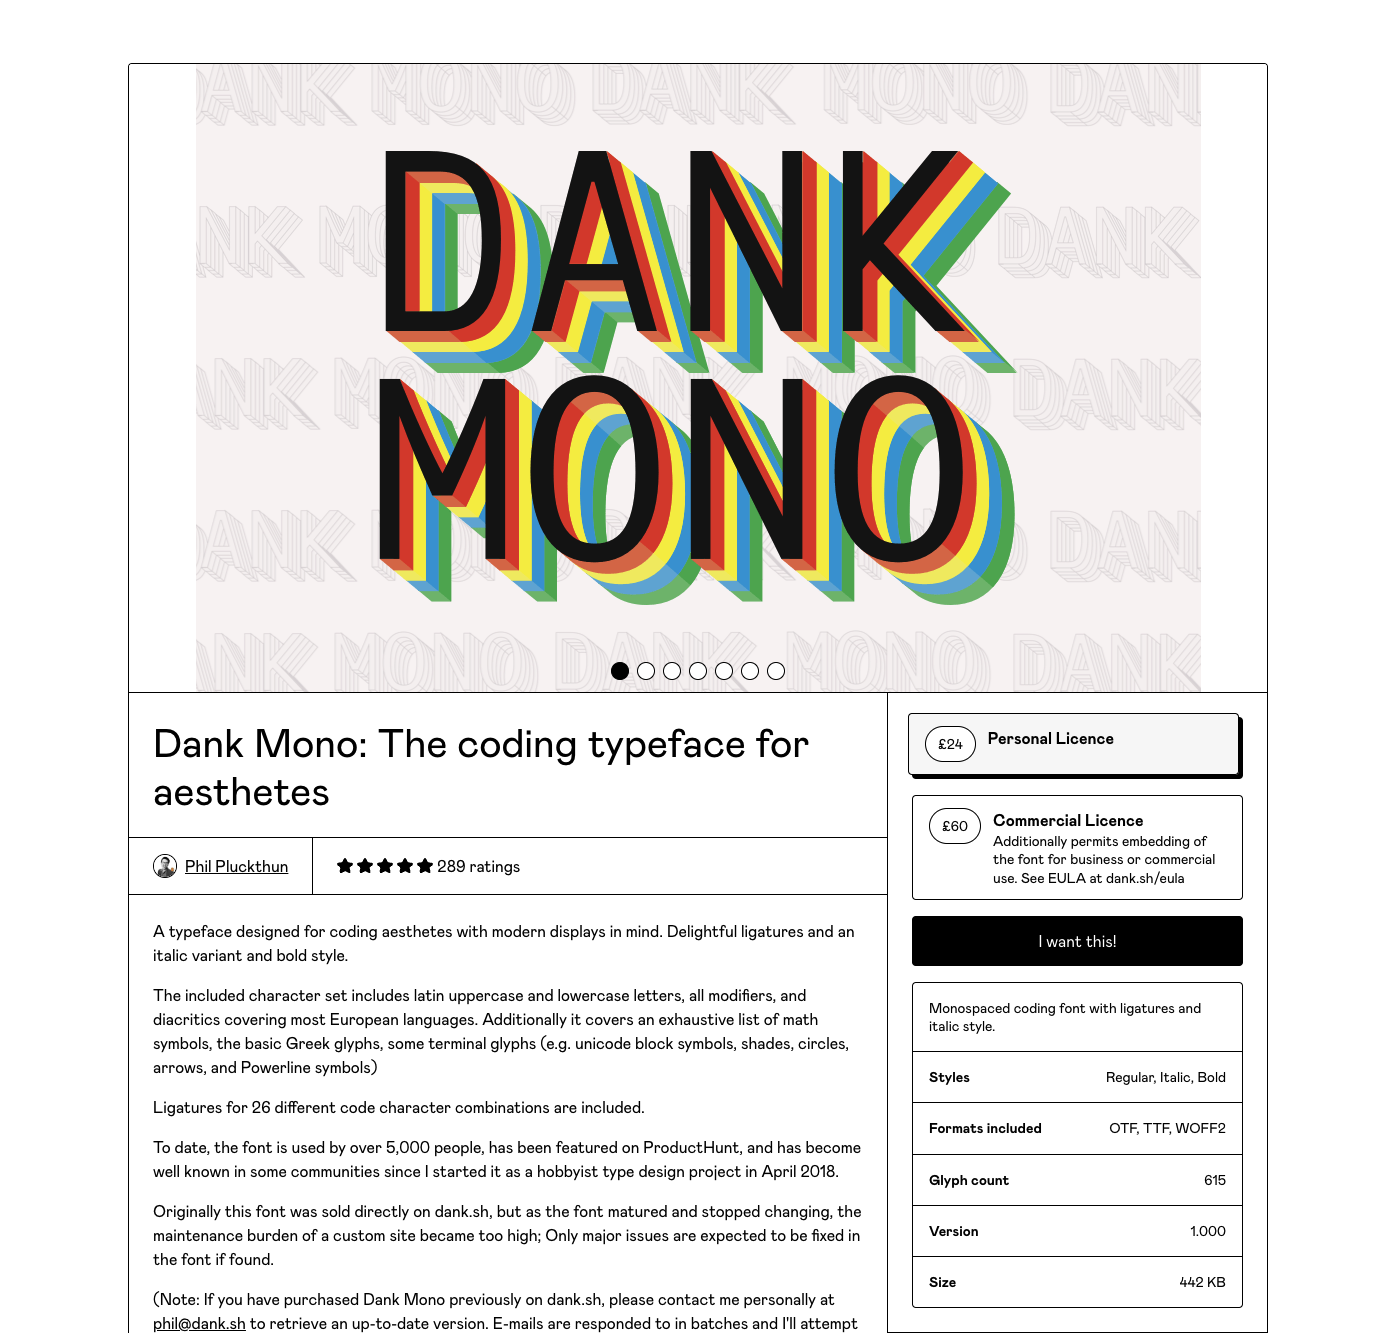 DANK MONO DANK MONO DANK
DANK
MONO
Dank Mono: The coding typeface for
aesthetes
Phil Pluckthun
289 ratings
A typeface designed for coding aesthetes with modern displays in mind. Delightful ligatures and an
italic variant and bold style.
The included character set includes latin uppercase and lowercase letters, all modifiers, and
diacritics covering most European languages. Additionally it covers an exhaustive list of math
symbols, the basic Greek glyphs, some terminal glyphs (e.g. unicode block symbols, shades, circles,
arrows, and Powerline symbols)
Ligatures for 26 different code character combinations are included.
To date, the font is used by over 5,000 people, has been featured on ProductHunt, and has become
well known in some communities since I started it as a hobbyist type design project in April 2018.
Originally this font was sold directly on dank.sh, but as the font matured and stopped changing, the
maintenance burden of a custom site became too high; Only major issues are expected to be fixed in
the font if found.
(Note: If you have purchased Dank Mono previously on dank.sh, please contact me personally at
phil@dank.sh to retrieve an up-to-date version. E-mails are responded to in batches and I'll attempt
£24 Personal Licence
£60 Commercial Licence
Additionally permits embedding of
the font for business or commercial
use. See EULA at dank.sh/eula
I want this!
Monospaced coding font with ligatures and
italic style.
Styles Regular, Italic, Bold
Formats included OTF, TTF, WOFF2
Glyph count 615
Version 1.000
Size 442 KB